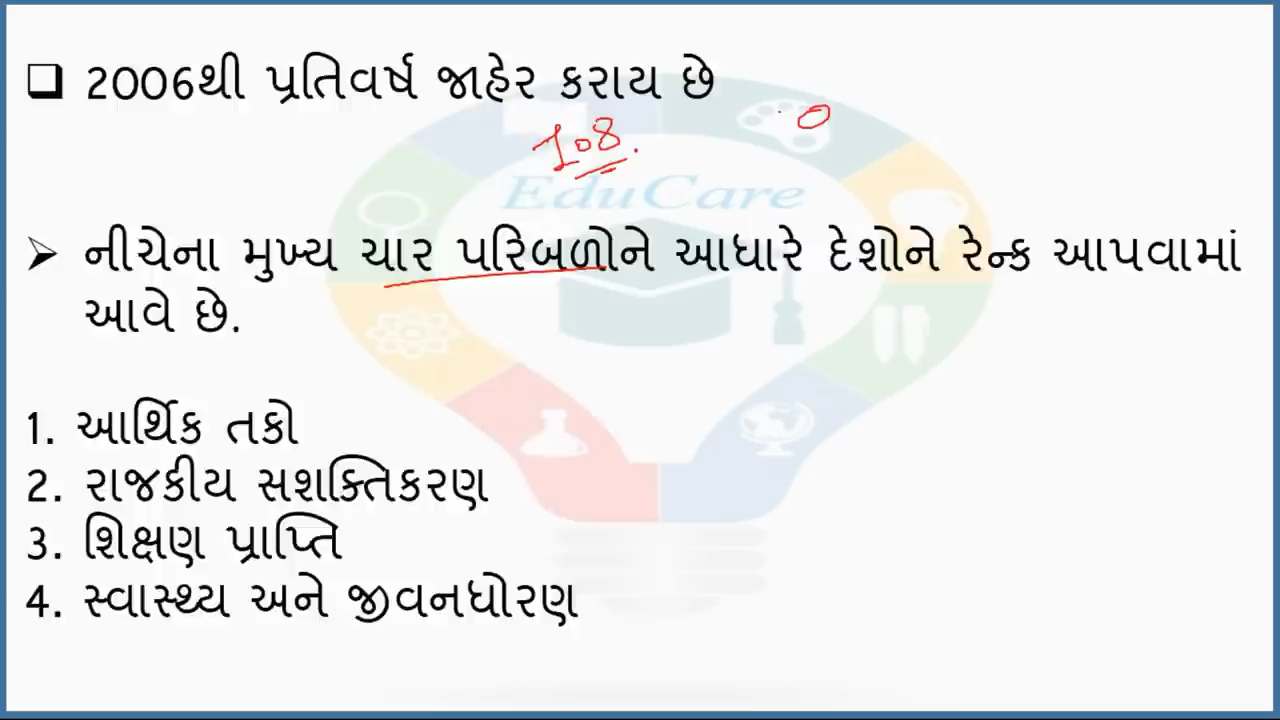 ❑ 2006થી પ્રતિવર્ષ જાહેર કરાય છે
108.
0
EduCare
➢ નીચેના મુખ્ય ચાર પરિબળોને આધારે દેશોને રેન્ક આપવામાં
આવે છે.
1. આર્થિક તકો
2. રાજકીય સશક્તિકરણ
3. શિક્ષણ પ્રાપ્તિ
4. સ્વાસ્થ્ય અને જીવનધોરણ